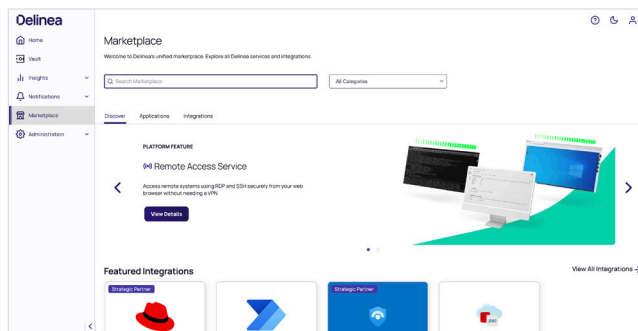 Delinea
Home
Vault
Insights
Notifications
Marketplace
Administration
Marketplace
Welcome to Delinea's unified marketplace. Explore all Delinea services and integrations.
Search Marketplace
All Categories
Discover
Applications
Integrations
PLATFORM FEATURE
Remote Access Service
Access remote systems using RDP and SSH securely from your web
browser without needing a VPN
View Details
Featured Integrations
View All Integrations
Strategic Partner
Strategic Partner